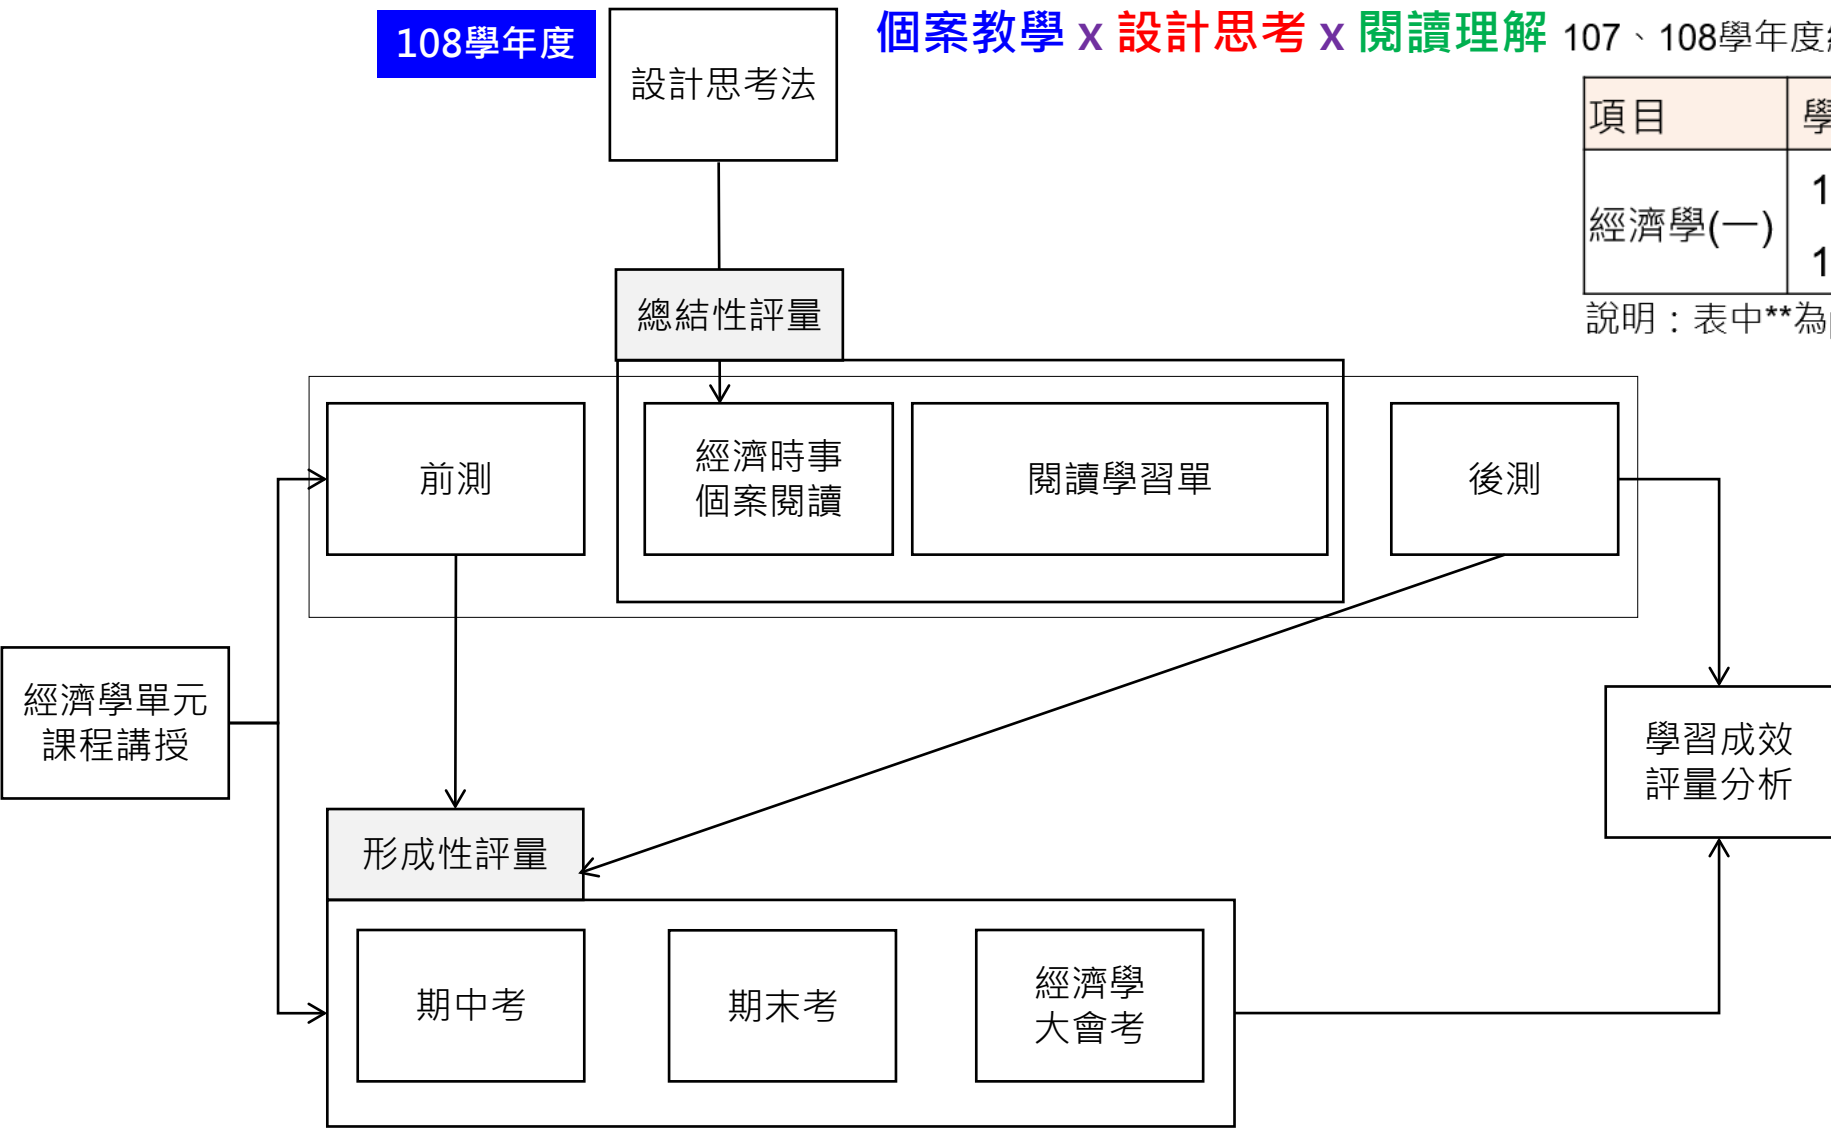 108學年度
個案教學 x 設計思考 x 閱讀理解
107、108學年度
設計思考法
項目
1
經濟學(一)
1
說明：表中**為
總結性評量
前測
經濟時事
個案閱讀
閱讀學習單
後測
經濟學單元
課程講授
學習成效
評量分析
形成性評量
期中考
期末考
經濟學
大會考